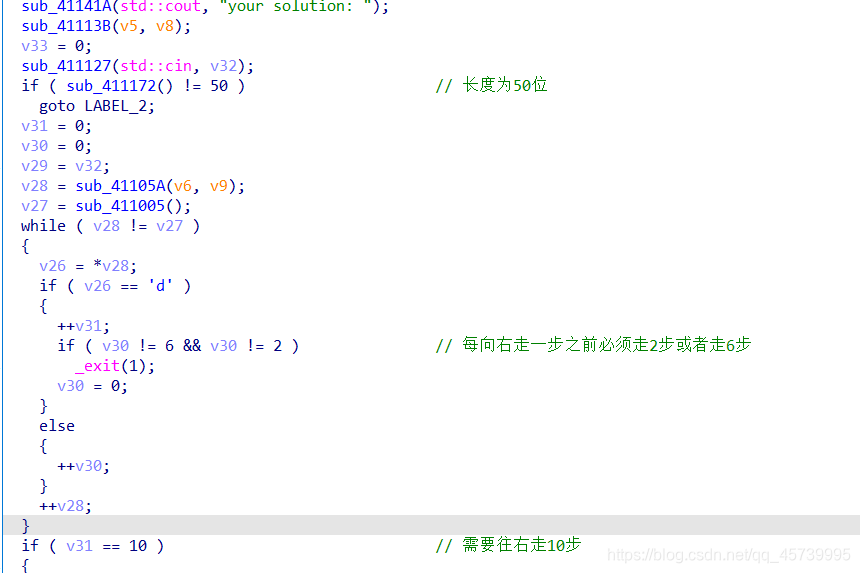 sub_41141A(std::cout, "your solution: ");
sub_41113B(v5, v8);
v33 = 0;
sub_411127(std::cin, v32);
if ( sub_411172() != 50 ) // 长度为50位
goto LABEL_2;
v31 = 0;
v30 = 0;
v29 = v32;
v28 = sub_41105A(v6, v9);
v27 = sub_411005();
while ( v28 != v27 )
{
v26 = *v28;
if ( v26 == 'd' )
{
++v31;
if ( v30 != 6 && v30 != 2 ) // 每向右走一步之前必须走2步或者走6步
_exit(1);
v30 = 0;
}
else
{
++v30;
}
++v28;
}
if ( v31 == 10 ) // 需要往右走10步
{
https://blog.csdn.net/qq_45739995